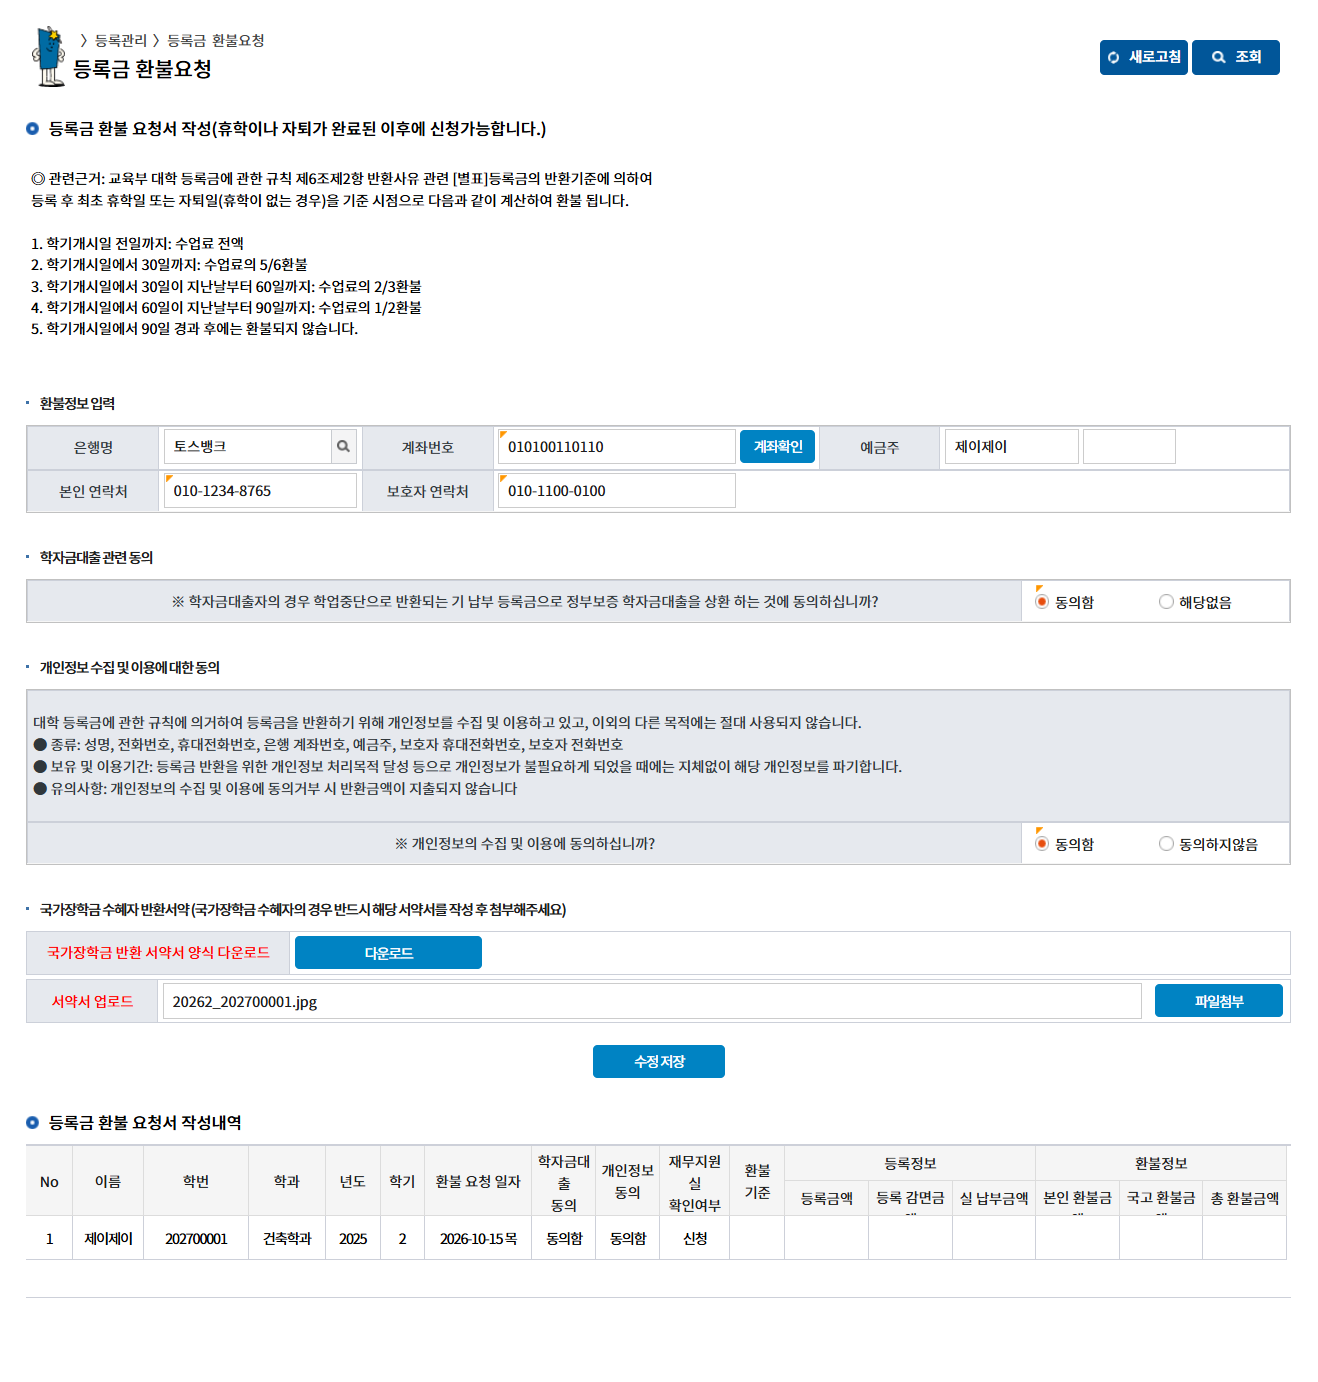 〉 등록관리 〉 등록금 환불요청
등록금 환불요청
새로고침
조회
등록금 환불 요청서 작성(휴학이나 자퇴가 완료된 이후에 신청가능합니다.)
◎ 관련근거: 교육부 대학 등록금에 관한 규칙 제6조제2항 반환사유 관련 [별표]등록금의 반환기준에 의하여
등록 후 최초 휴학일 또는 자퇴일(휴학이 없는 경우)을 기준 시점으로 다음과 같이 계산하여 환불 됩니다.
1. 학기개시일 전일까지: 수업료 전액
2. 학기개시일에서 30일까지: 수업료의 5/6환불
3. 학기개시일에서 30일이 지난날부터 60일까지: 수업료의 2/3환불
4. 학기개시일에서 60일이 지난날부터 90일까지: 수업료의 1/2환불
5. 학기개시일에서 90일 경과 후에는 환불되지 않습니다.
환불정보 입력
은행명 토스뱅크 계좌번호 010100110110 계좌확인 예금주 제이제이
본인 연락처 010-1234-8765 보호자 연락처 010-1100-0100
학자금대출 관련 동의
※ 학자금대출자의 경우 학업중단으로 반환되는 기 납부 등록금으로 정부보증 학자금대출을 상환 하는 것에 동의하십니까? 동의함 해당없음
개인정보 수집 및 이용에 대한 동의
대학 등록금에 관한 규칙에 의거하여 등록금을 반환하기 위해 개인정보를 수집 및 이용하고 있고, 이외의 다른 목적에는 절대 사용되지 않습니다.
● 종류: 성명, 전화번호, 휴대전화번호, 은행 계좌번호, 예금주, 보호자 휴대전화번호, 보호자 전화번호
● 보유 및 이용기간: 등록금 반환을 위한 개인정보 처리목적 달성 등으로 개인정보가 불필요하게 되었을 때에는 지체없이 해당 개인정보를 파기합니다.
● 유의사항: 개인정보의 수집 및 이용에 동의거부 시 반환금액이 지출되지 않습니다
※ 개인정보의 수집 및 이용에 동의하십니까? 동의함 동의하지않음
국가장학금 수혜자 반환서약 (국가장학금 수혜자의 경우 반드시 해당 서약서를 작성 후 첨부해주세요)
국가장학금 반환 서약서 양식 다운로드 다운로드
서약서 업로드 20262_202700001.jpg 파일첨부
수정 저장
등록금 환불 요청서 작성내역
No 이름 학번 학과 년도 학기 환불 요청 일자
학자금대
출
동의
개인정보
동의
재무지원
실
확인여부
환불
기준
등록정보 환불정보
등록금액 등록 감면금 실 납부금액 본인 환불금 국고 환불금 총 환불금액
1 제이제이 202700001 건축학과 2025 2 2026-10-15 목 동의함 동의함 신청